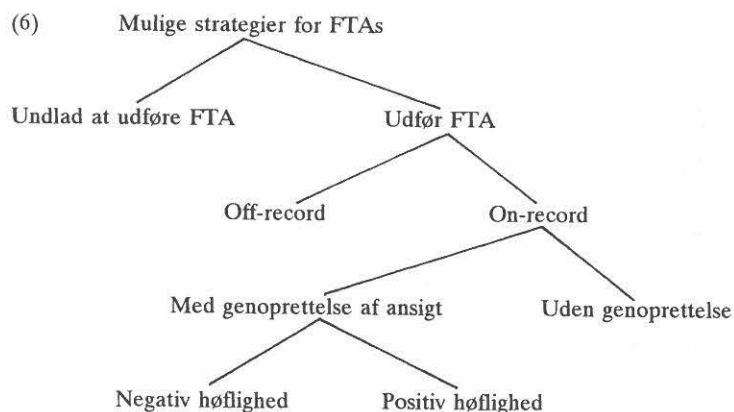 (6) Mulige strategier for FTAs
Undlad at udføre FTA Udfør FTA
Off-record On-record
Med genoprettelse af ansigt Uden genoprettelse
Negativ høflighed Positiv høflighed